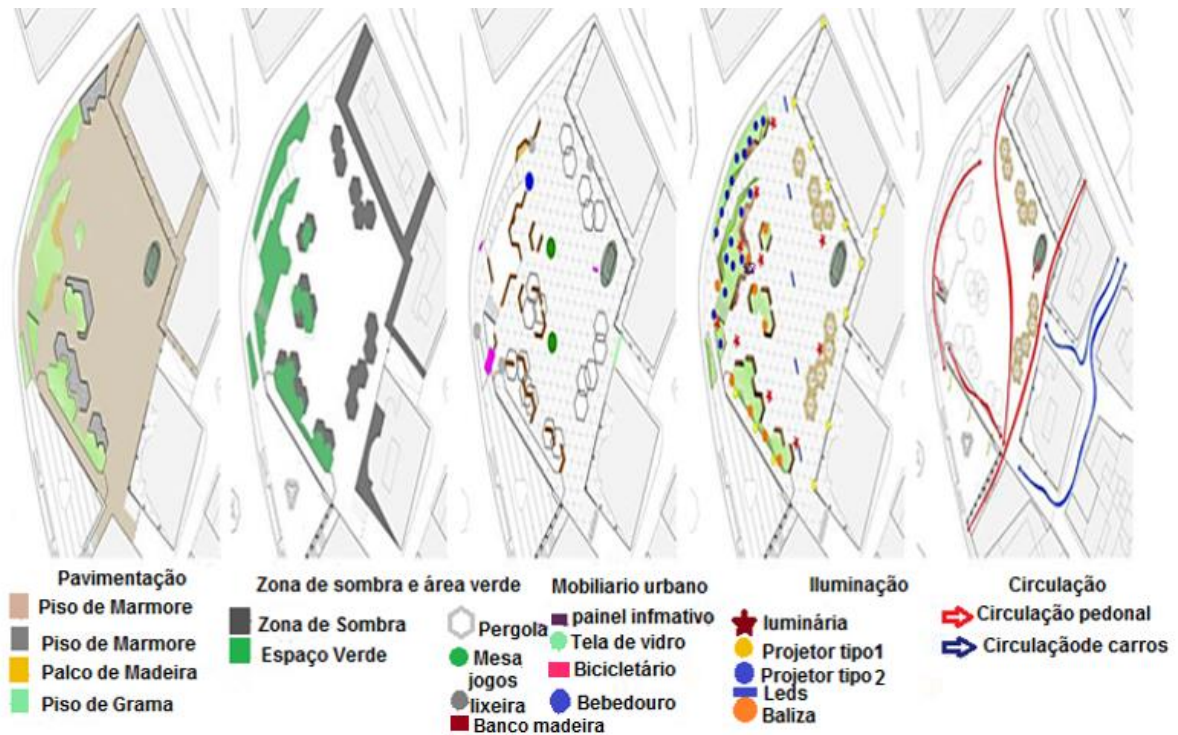 Pavimentação
Piso de Marmore
Piso de Marmore
Palco de Madeira
Piso de Grama
Zona de sombra e área verde
Zona de Sombra
Espaço Verde
Mobiliario urbano
Pergola
Mesa
jogos
lixeira
Banco madeira
painel infmativo
Tela de vidro
Bicicletário
Bebedouro
Iluminação
luminária
Projetor tipo1
Projetor tipo 2
Leds
Baliza
Circulação
Circulação pedonal
Circulaçãode carros